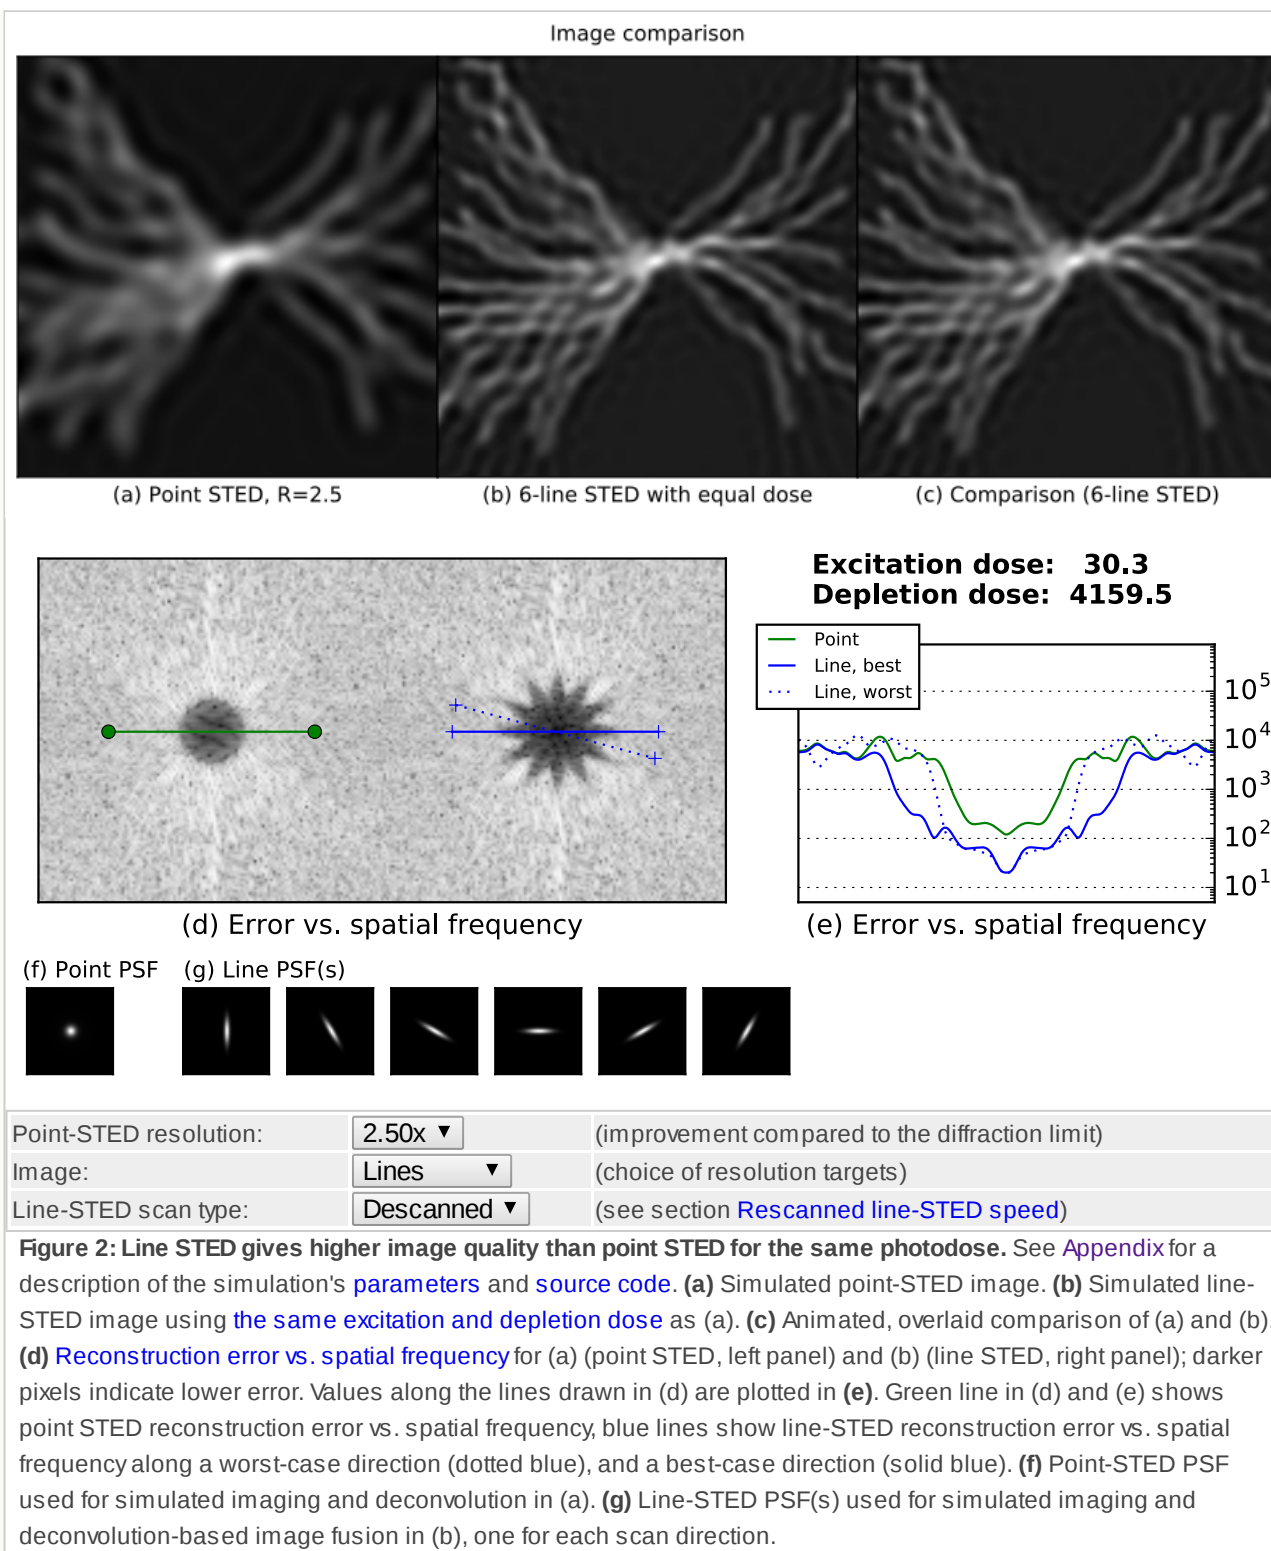 Image comparison
(a) Point STED, R=2.5
(b) 6-line STED with equal dose
(c) Comparison (6-line STED)
Excitation dose: 30.3
Depletion dose: 4159.5
Point
Line, best
Line, worst
10^5
10^4
10^3
10^2
10^1
(d) Error vs. spatial frequency
(e) Error vs. spatial frequency
(f) Point PSF
(g) Line PSF(s)
Point-STED resolution: 2.50x ▼ (improvement compared to the diffraction limit)
Image: Lines ▼ (choice of resolution targets)
Line-STED scan type: Descanned ▼ (see section Rescanned line-STED speed)
Figure 2: Line STED gives higher image quality than point STED for the same photodose. See Appendix for a
description of the simulation's parameters and source code. (a) Simulated point-STED image. (b) Simulated line-
STED image using the same excitation and depletion dose as (a). (c) Animated, overlaid comparison of (a) and (b).
(d) Reconstruction error vs. spatial frequency for (a) (point STED, left panel) and (b) (line STED, right panel); darker
pixels indicate lower error. Values along the lines drawn in (d) are plotted in (e). Green line in (d) and (e) shows
point STED reconstruction error vs. spatial frequency, blue lines show line-STED reconstruction error vs. spatial
frequency along a worst-case direction (dotted blue), and a best-case direction (solid blue). (f) Point-STED PSF
used for simulated imaging and deconvolution in (a). (g) Line-STED PSF(s) used for simulated imaging and
deconvolution-based image fusion in (b), one for each scan direction.